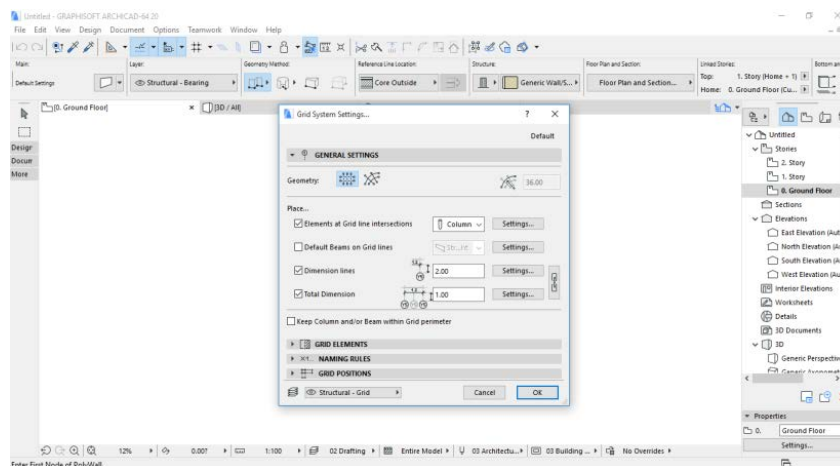 Untitled - GRAPHISOFT ARCHICAD-64 20
File Edit View Design Document Options Teamwork Window Help
Main: Layer: Geometry Method: Reference Line Location: Structure: Floor Plan and Section: Linked Stories: Bottom an
Default Settings Structural - Bearing Core Outside Generic Wall/S... Floor Plan and Section... Top: 1. Story (Home + 1)
Home: 0. Ground Floor (Cu...
[0. Ground Floor] [3D / All]
Design
Docum
More
Grid System Settings...
Default
GENERAL SETTINGS
Geometry: 36.00
Place...
Elements at Grid line intersections Column Settings...
Default Beams on Grid lines Settings...
Dimension lines 2.00 Settings...
Total Dimension 1.00 Settings...
Keep Column and/or Beam within Grid perimeter
GRID ELEMENTS
NAMING RULES
GRID POSITIONS
Structural - Grid Cancel OK
Untitled
Stories
2. Story
1. Story
0. Ground Floor
Sections
Elevations
East Elevation (Aut
North Elevation (A
South Elevation (A
West Elevation (Au
Interior Elevations
Worksheets
Details
3D Documents
3D
Generic Perspectiv
Generic Axonomet
Properties
0. Ground Floor
Settings...
12% 0.00° 1:100 02 Drafting Entire Model 03 Architectu... 03 Building ... No Overrides
Enter First Node of PolyWall.